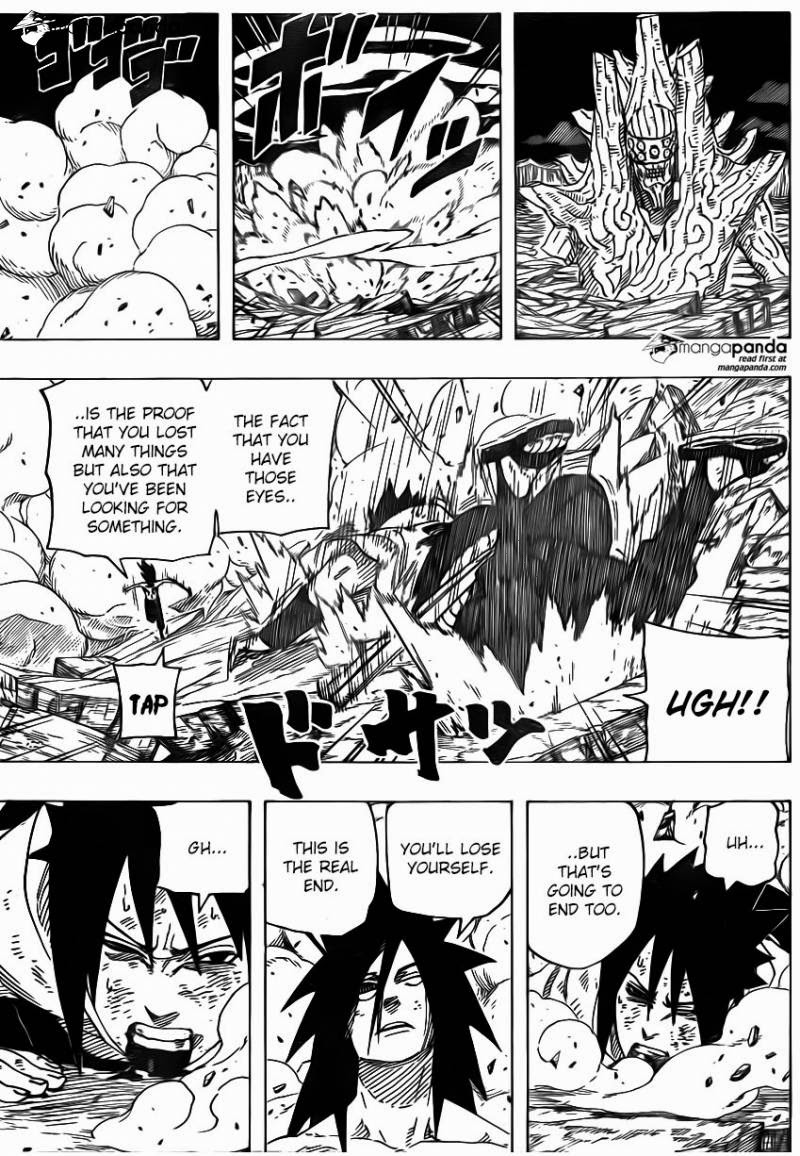 ボッ
ゴゴゴ
mangapanda
read first at
mangapanda.com
THE FACT
THAT YOU
HAVE
THOSE
EYES..
..IS THE PROOF
THAT YOU LOST
MANY THINGS
BUT ALSO THAT
YOU'VE BEEN
LOOKING FOR
SOMETHING.
TAP
UGH!!
ドサッ
UH...
..BUT
THAT'S
GOING TO
END TOO.
YOU'LL LOSE
YOURSELF.
THIS IS
THE REAL
END.
GH...